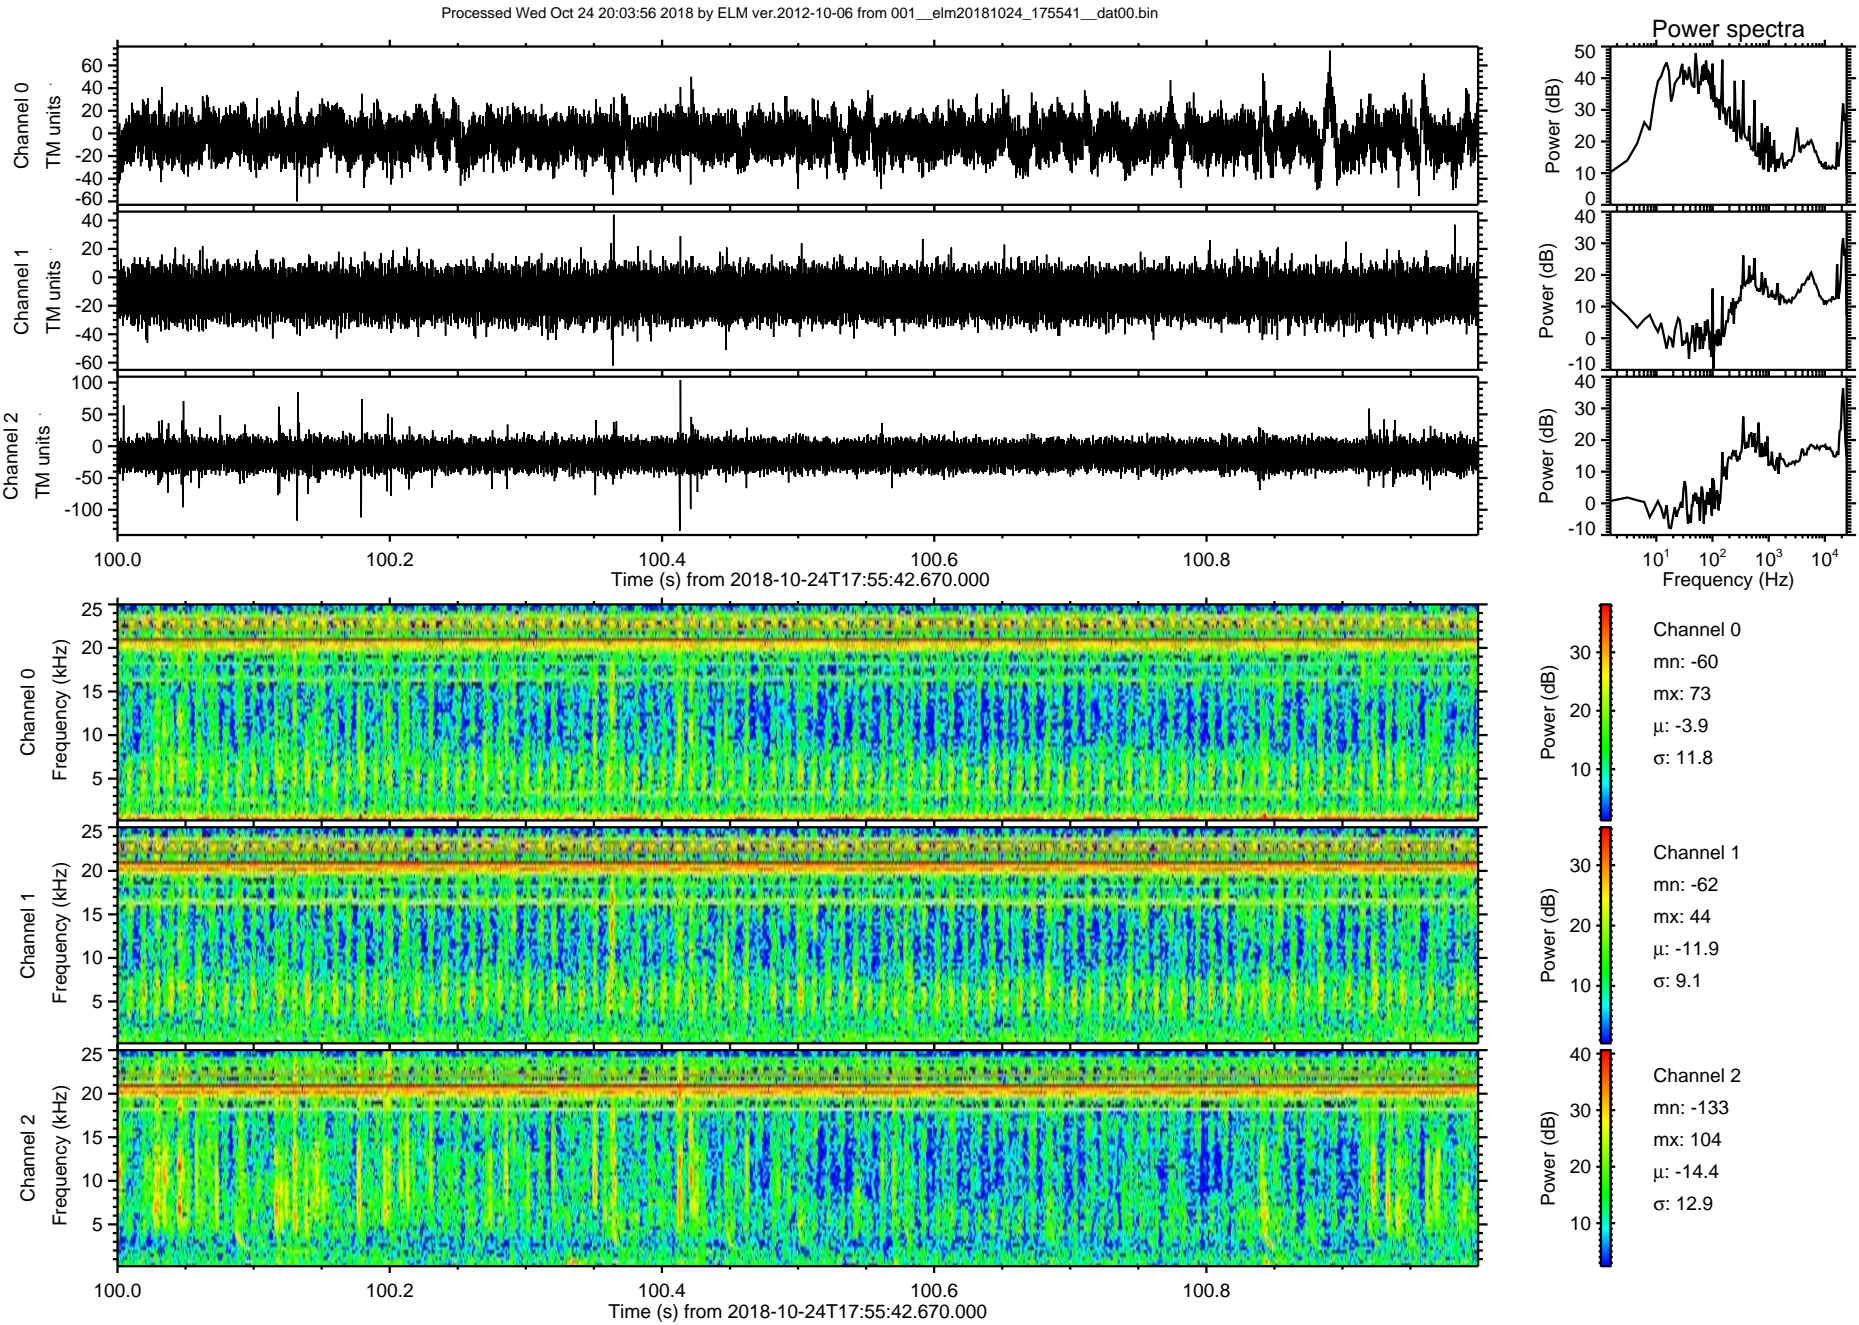 Processed Wed Oct 24 20:03:56 2018 by ELM ver.2012-10-06 from 001__elm20181024_175541__dat00.bin
Power spectra
Channel 0
TM units
60
40
20
0
-20
-40
-60
Power (dB)
50
40
30
20
10
0
Channel 1
TM units
40
20
0
-20
-40
-60
Power (dB)
40
30
20
10
0
-10
Channel 2
TM units
100
50
0
-50
-100
Power (dB)
40
30
20
10
0
-10
100.0 100.2 100.4 100.6 100.8
Time (s) from 2018-10-24T17:55:42.670.000
10¹ 10² 10³ 10⁴
Frequency (Hz)
Channel 0
Frequency (kHz)
25
20
15
10
5
Power (dB)
30
20
10
Channel 0
mn: -60
mx: 73
μ: -3.9
σ: 11.8
Channel 1
Frequency (kHz)
25
20
15
10
5
Power (dB)
30
20
10
Channel 1
mn: -62
mx: 44
μ: -11.9
σ: 9.1
Channel 2
Frequency (kHz)
25
20
15
10
5
Power (dB)
40
30
20
10
Channel 2
mn: -133
mx: 104
μ: -14.4
σ: 12.9
100.0 100.2 100.4 100.6 100.8
Time (s) from 2018-10-24T17:55:42.670.000